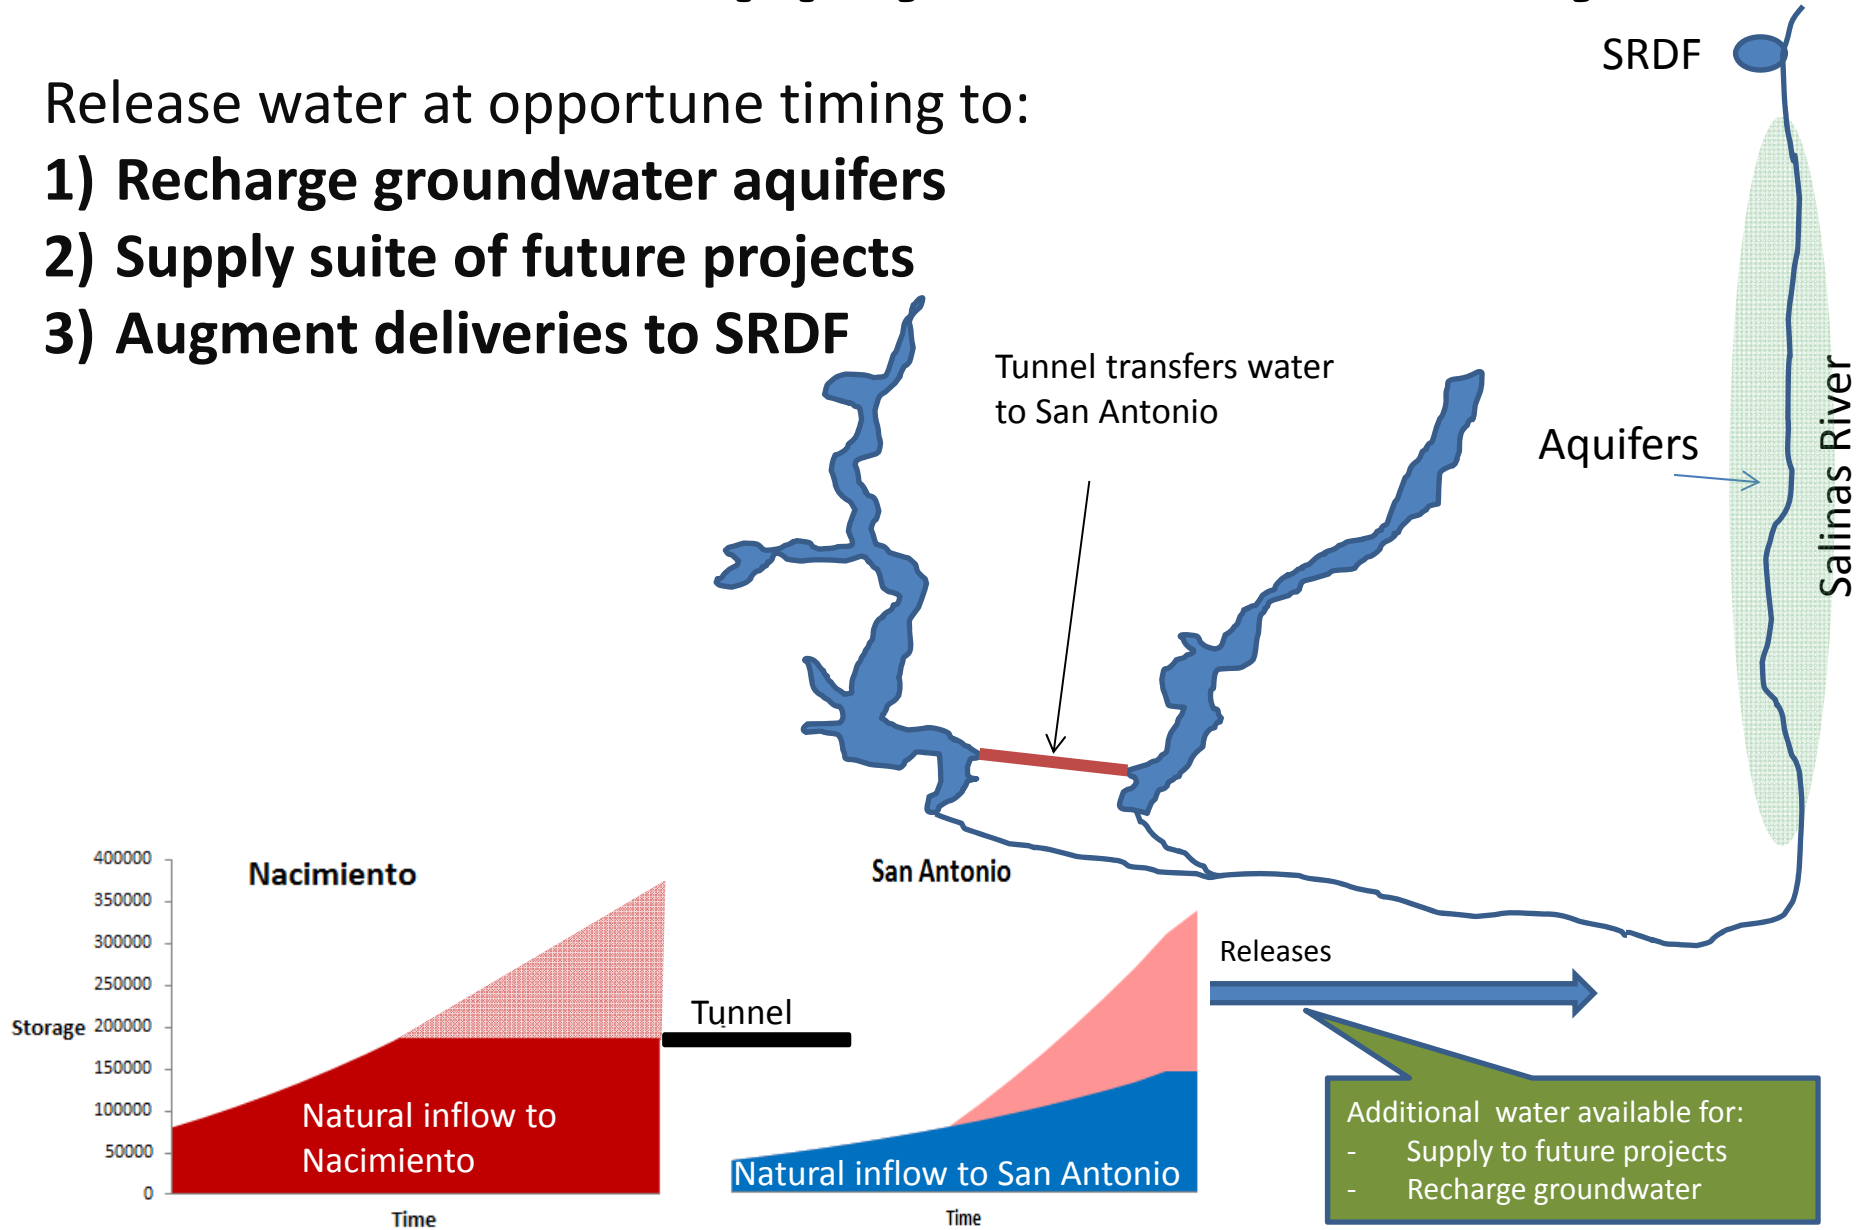 SRDF
Release water at opportune timing to:
1) Recharge groundwater aquifers
2) Supply suite of future projects
3) Augment deliveries to SRDF
Tunnel transfers water
to San Antonio
Aquifers
Salinas River
Nacimiento
400000
350000
300000
250000
Storage 200000
150000
100000
50000
0
Natural inflow to
Nacimiento
Time
Tunnel
San Antonio
Natural inflow to San Antonio
Time
Releases
Additional water available for:
- Supply to future projects
- Recharge groundwater